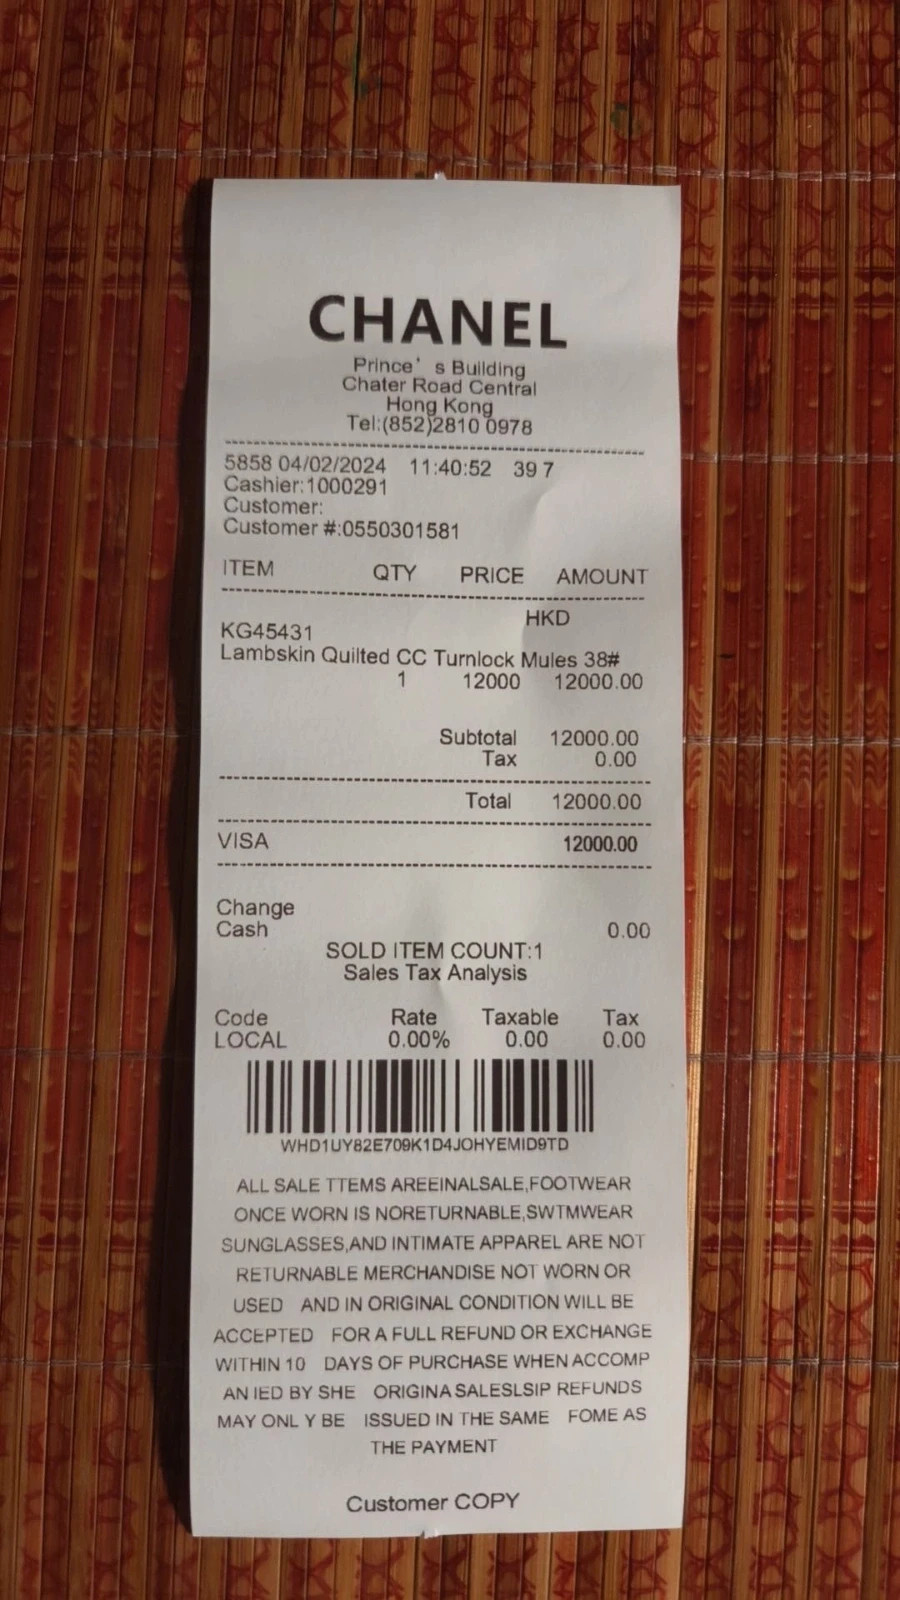 CHANEL
Prince' s Building
Chater Road Central
Hong Kong
Tel:(852)2810 0978
5858 04/02/2024 11:40:52 39 7
Cashier:1000291
Customer:
Customer #:0550301581
ITEM QTY PRICE AMOUNT
HKD
KG45431
Lambskin Quilted CC Turnlock Mules 38#
1 12000 12000.00
Subtotal 12000.00
Tax 0.00
Total 12000.00
VISA 12000.00
Change
Cash 0.00
SOLD ITEM COUNT:1
Sales Tax Analysis
Code Rate Taxable Tax
LOCAL 0.00% 0.00 0.00
WHD1UY82E709K1D4JOHYEMID9TD
ALL SALE TTEMS AREEINALSALE,FOOTWEAR
ONCE WORN IS NORETURNABLE,SWTMWEAR
SUNGLASSES,AND INTIMATE APPAREL ARE NOT
RETURNABLE MERCHANDISE NOT WORN OR
USED AND IN ORIGINAL CONDITION WILL BE
ACCEPTED FOR A FULL REFUND OR EXCHANGE
WITHIN 10 DAYS OF PURCHASE WHEN ACCOMP
AN IED BY SHE ORIGINA SALESLSIP REFUNDS
MAY ONL Y BE ISSUED IN THE SAME FOME AS
THE PAYMENT
Customer COPY